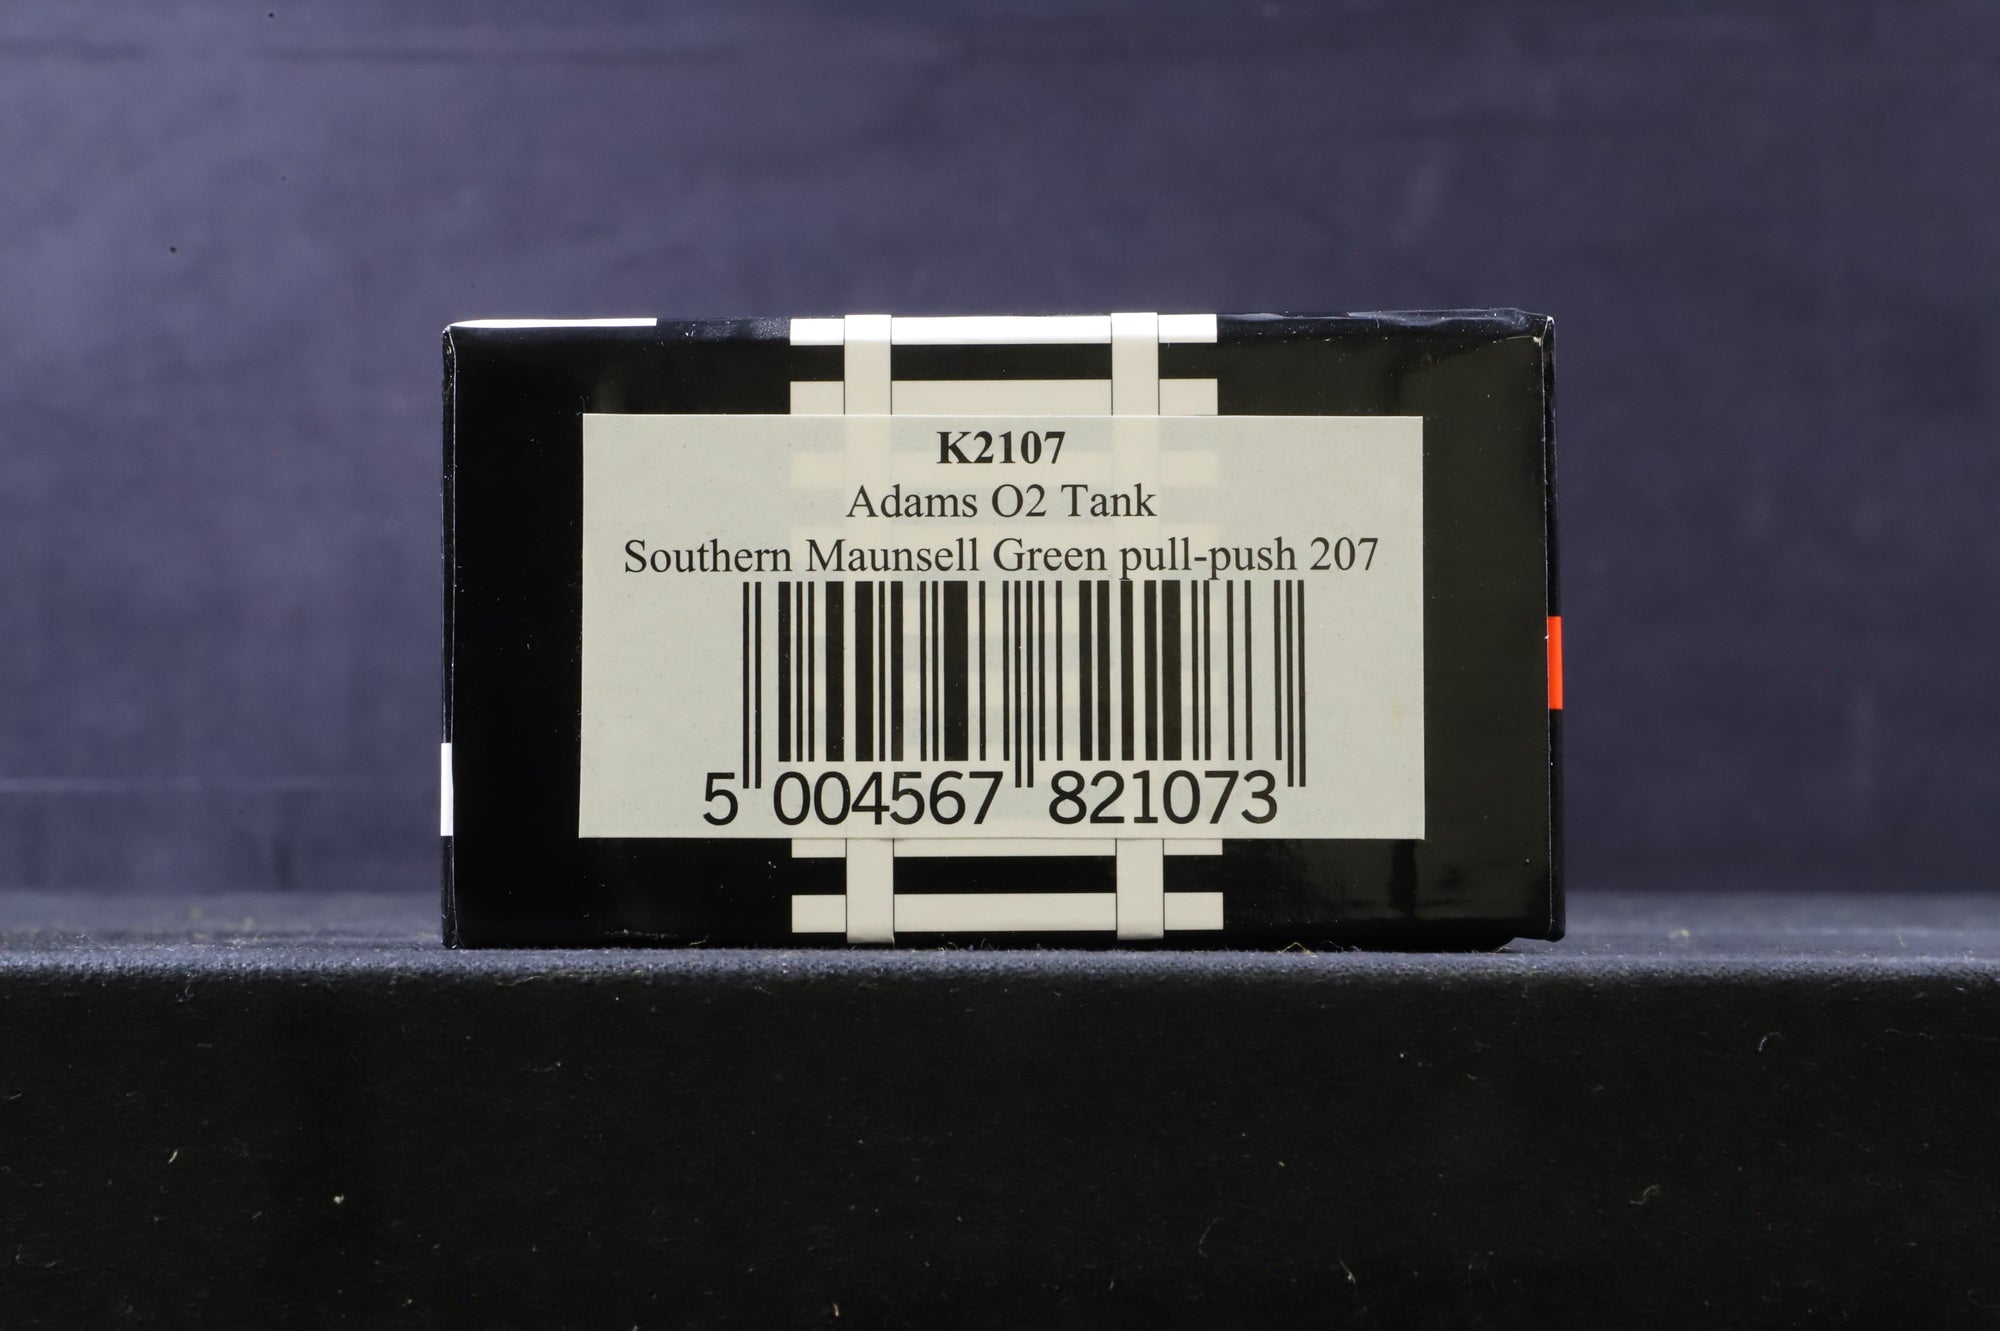 K2107
Adams O2 Tank
Southern Maunsell Green pull-push 207
5 004567 821073